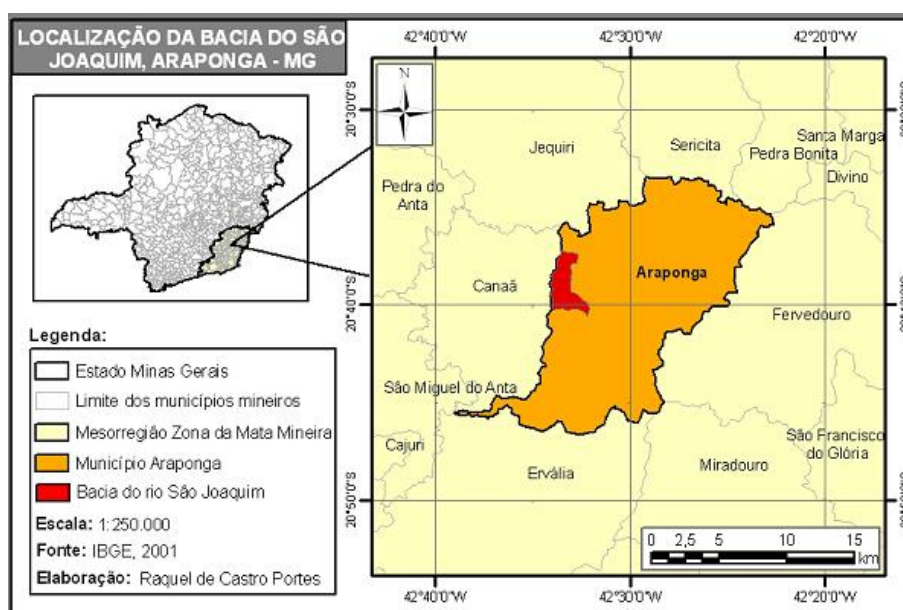 LOCALIZAÇÃO DA BACIA DO SÃO
JOAQUIM, ARAPONGA - MG
42°40'0"W
42°30'0"W
42°20'0"W
N
20°30'0"S
20°40'0"S
20°50'0"S
Jequiri
Sericita
Santa Marga
Pedra Bonita
Divino
Pedra do
Anta
Araponga
Canaã
Fervedouro
São Miguel do Anta
São Francisco
do Glória
Cajuri
Ervália
Miradouro
Legenda:
Estado Minas Gerais
Limite dos municípios mineiros
Mesorregião Zona da Mata Mineira
Município Araponga
Bacia do rio São Joaquim
Escala: 1:250.000
Fonte: IBGE, 2001
Elaboração: Raquel de Castro Portes
0 2,5 5 10 15
km
42°40'0"W
42°30'0"W
42°20'0"W